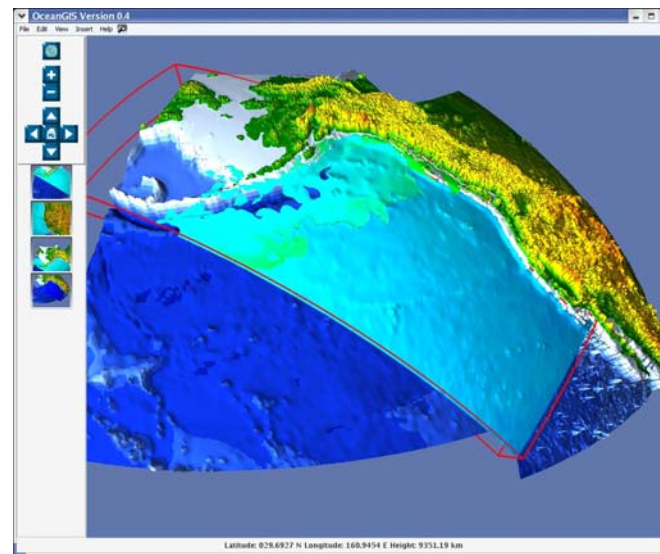 OceanGIS Version 0.4
File Edit View Insert Help
Latitude: 029.6927 N Longitude: 160.9454 E Height: 9351.19 km